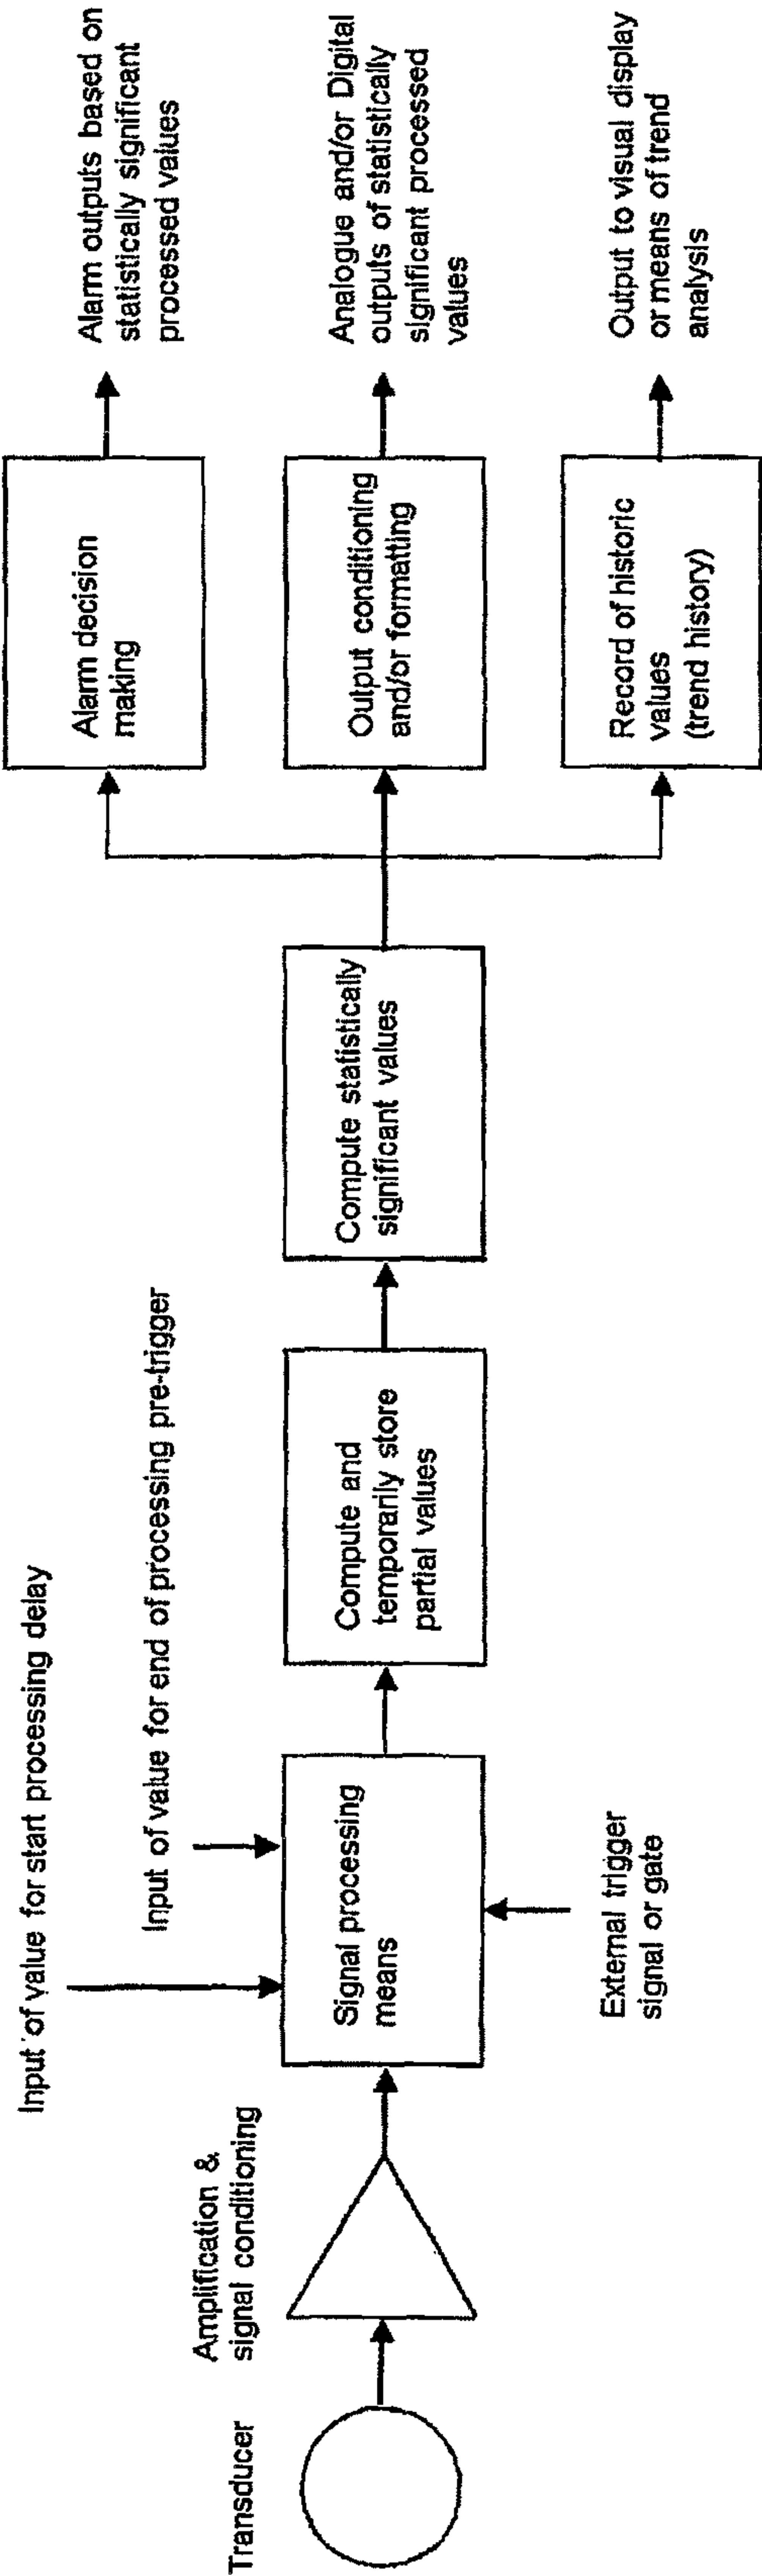 Transducer
Amplification &
signal conditioning
Input of value for start processing delay
Input of value for end of processing pre-trigger
Signal processing
means
External trigger
signal or gate
Compute and
temporarily store
partial values
Compute statistically
significant values
Alarm decision
making
Output conditioning
and/or formatting
Record of historic
values
(trend history)
Alarm outputs based on
statistically significant
processed values
Analogue and/or Digital
outputs of statistically
significant processed
values
Output to visual display
or means of trend
analysis